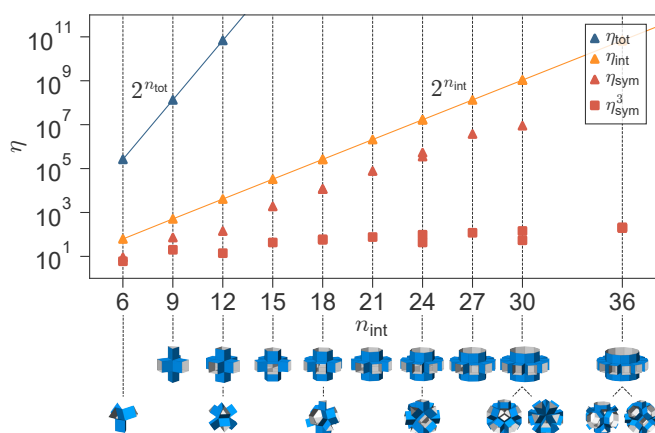 10^11
10^9
10^7
10^5
10^3
10^1
η
2^{n_tot}
2^{n_int}
η_tot
η_int
η_sym
η^3_sym
6 9 12 15 18 21 24 27 30 36
n_int